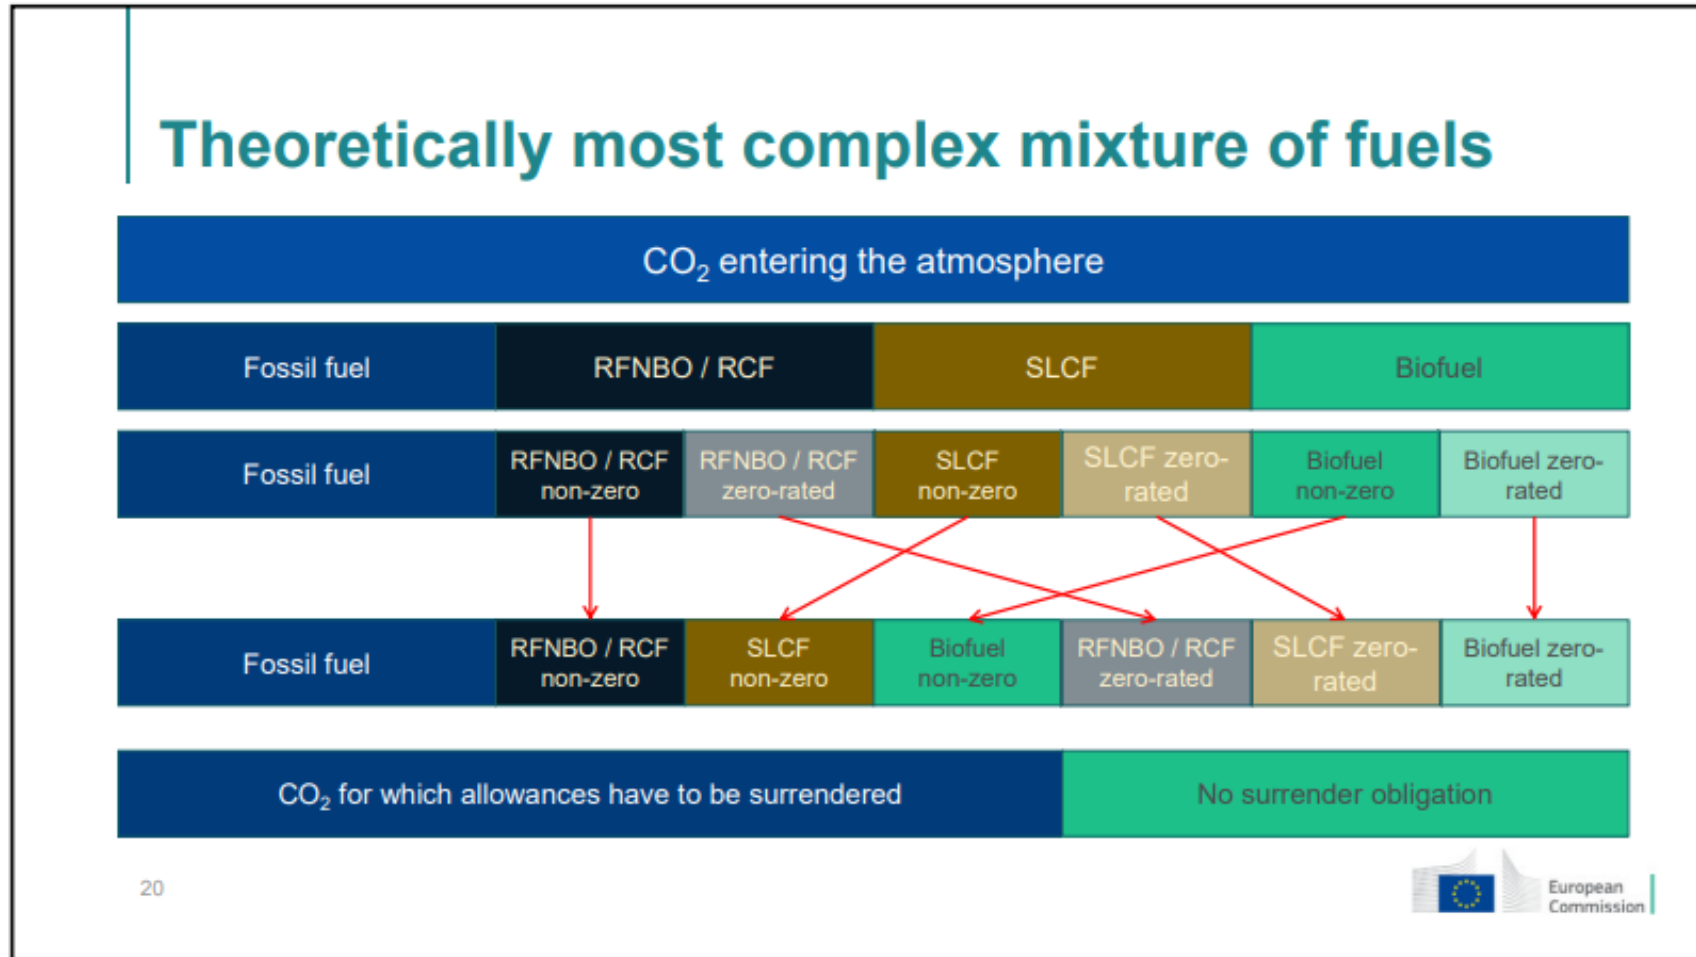 Theoretically most complex mixture of fuels
CO₂ entering the atmosphere
Fossil fuel
RFNBO / RCF
SLCF
Biofuel
Fossil fuel
RFNBO / RCF
non-zero
RFNBO / RCF
zero-rated
SLCF
non-zero
SLCF zero-
rated
Biofuel
non-zero
Biofuel zero-
rated
Fossil fuel
RFNBO / RCF
non-zero
SLCF
non-zero
Biofuel
non-zero
RFNBO / RCF
zero-rated
SLCF zero-
rated
Biofuel zero-
rated
CO₂ for which allowances have to be surrendered
No surrender obligation
20
European
Commission